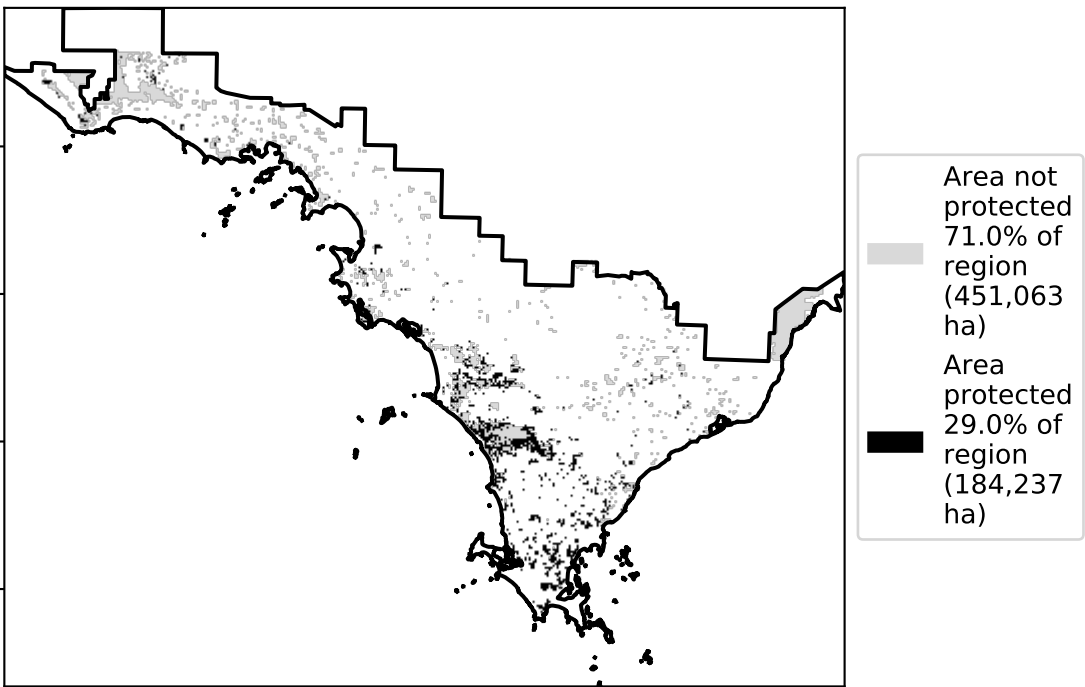 Area not
protected
71.0% of
region
(451,063
ha)
Area
protected
29.0% of
region
(184,237
ha)